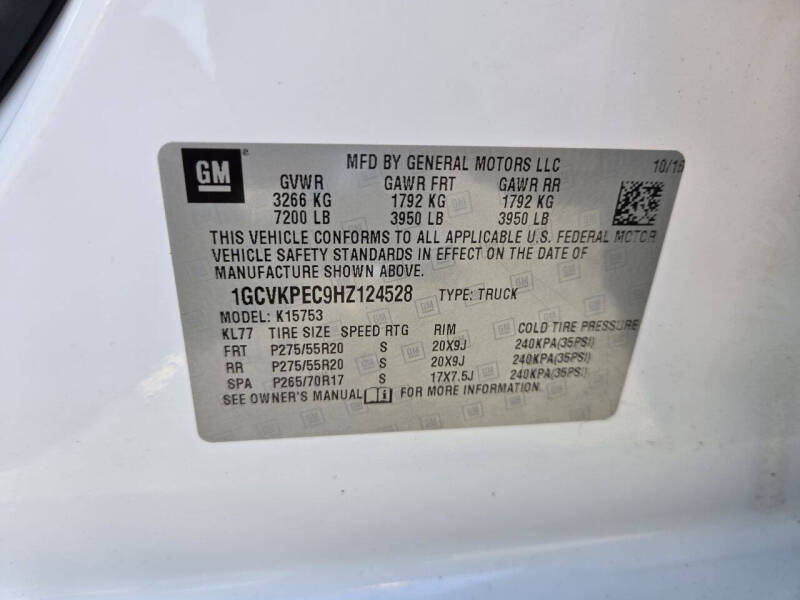 GM
MFD BY GENERAL MOTORS LLC 10/16
GVWR GAWR FRT GAWR RR
3266 KG 1792 KG 1792 KG
7200 LB 3950 LB 3950 LB
THIS VEHICLE CONFORMS TO ALL APPLICABLE U.S. FEDERAL MOTOR
VEHICLE SAFETY STANDARDS IN EFFECT ON THE DATE OF
MANUFACTURE SHOWN ABOVE.
1GCVKPEC9HZ124528 TYPE: TRUCK
MODEL: K15753
KL77 TIRE SIZE SPEED RTG RIM COLD TIRE PRESSURE
FRT P275/55R20 S 20X9J 240KPA(35PSI)
RR P275/55R20 S 20X9J 240KPA(35PSI)
SPA P265/70R17 S 17X7.5J 240KPA(35PSI)
SEE OWNER'S MANUAL i FOR MORE INFORMATION.